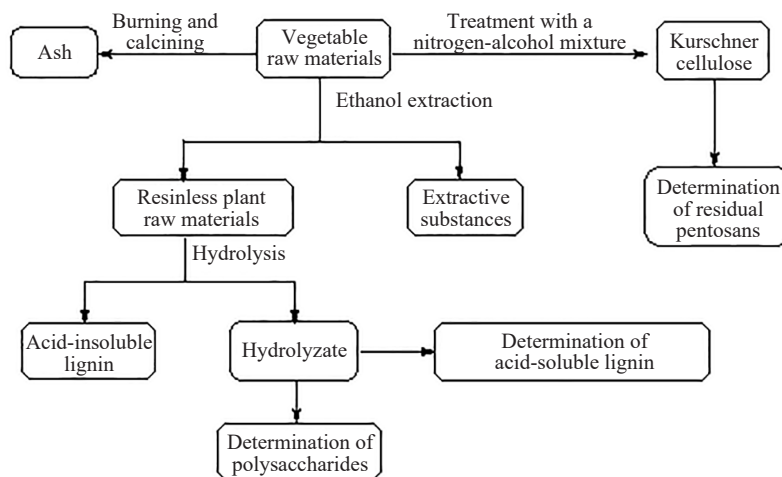 Ash
Burning and
calcining
Vegetable
raw materials
Treatment with a
nitrogen-alcohol mixture
Kurschner
cellulose
Ethanol extraction
Resinless plant
raw materials
Extractive
substances
Determination
of residual
pentosans
Hydrolysis
Acid-insoluble
lignin
Hydrolyzate
Determination of
acid-soluble lignin
Determination of
polysaccharides